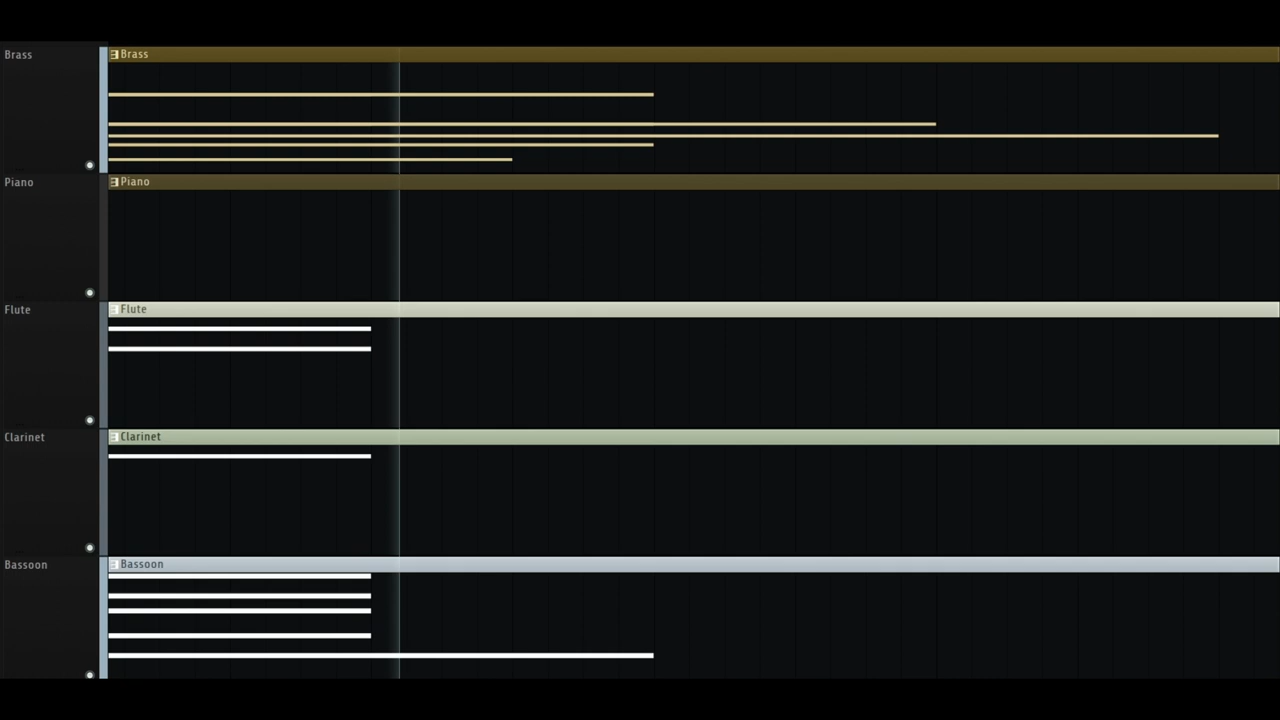 Brass
Brass
Piano
Piano
Flute
Flute
Clarinet
Clarinet
Bassoon
Bassoon